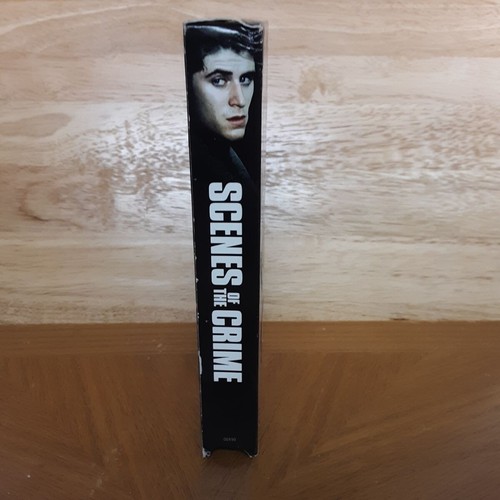 SCENES OF THE CRIME